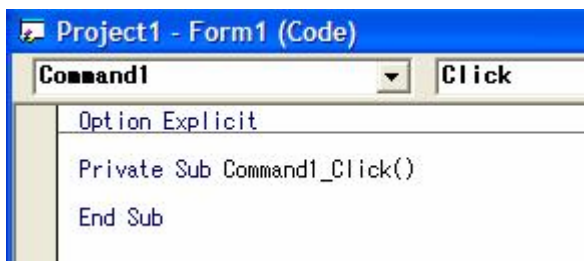 Project1 - Form1 (Code)
Command1 Click
Option Explicit
Private Sub Command1_Click()
End Sub